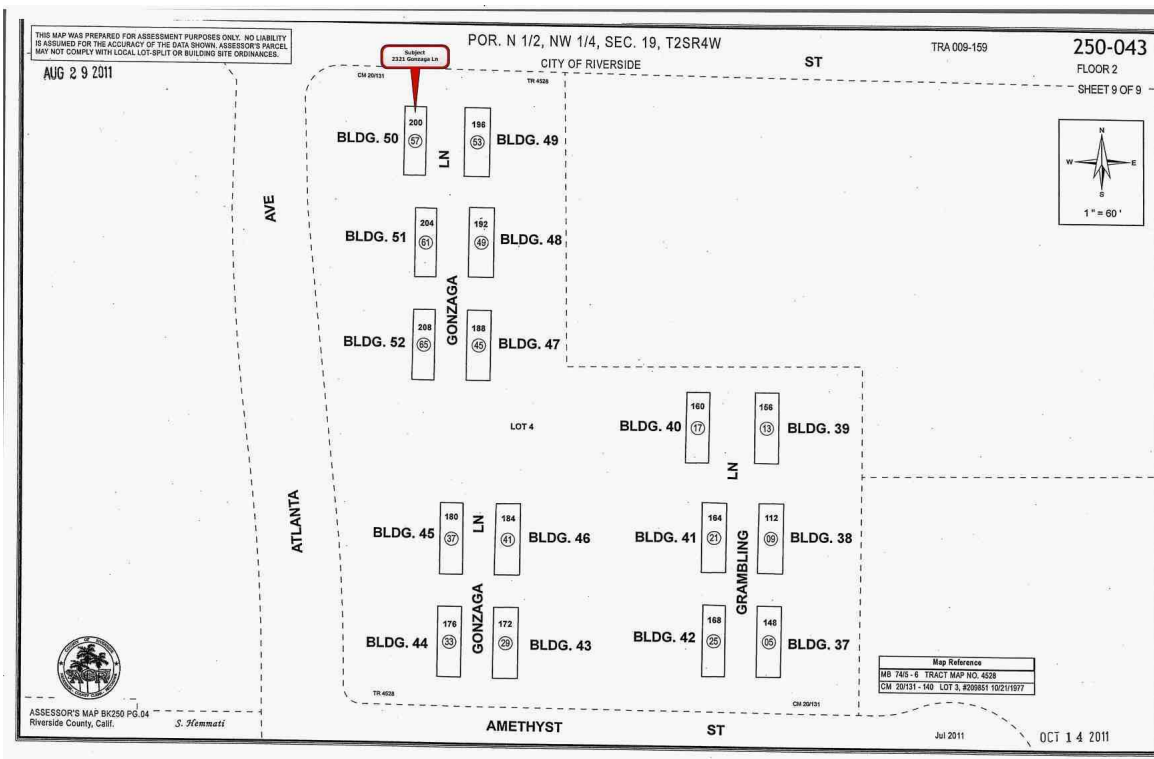 THIS MAP WAS PREPARED FOR ASSESSMENT PURPOSES ONLY. NO LIABILITY
IS ASSUMED FOR THE ACCURACY OF THE DATA SHOWN. ASSESSOR'S PARCEL
MAY NOT COMPLY WITH LOCAL LOT-SPLIT OR BUILDING SITE ORDINANCES.
AUG 29 2011
POR. N 1/2, NW 1/4, SEC. 19, T2SR4W
CITY OF RIVERSIDE
ST
TRA 009-159
250-043
FLOOR 2
SHEET 9 OF 9
Subject
2321 Gonzaga Ln
CM 20/131
TR 4528
N
W E
S
1" = 60'
BLDG. 50
200
57
LN
196
53
BLDG. 49
AVE
BLDG. 51
204
61
192
49
BLDG. 48
GONZAGA
BLDG. 52
208
65
188
45
BLDG. 47
LOT 4
BLDG. 40
160
17
156
13
BLDG. 39
LN
ATLANTA
BLDG. 45
180
37
LN
184
41
BLDG. 46
BLDG. 41
164
21
112
09
BLDG. 38
GRAMBLING
BLDG. 44
176
33
GONZAGA
172
29
BLDG. 43
BLDG. 42
168
25
148
05
BLDG. 37
Map Reference
MB 74/5 - 6 TRACT MAP NO. 4528
CM 20/131 - 140 LOT 3, #209851 10/21/1977
TR 4528
CM 20/131
ASSESSOR'S MAP BK250 PG.04
Riverside County, Calif.
S. Hemmati
AMETHYST
ST
Jul 2011
OCT 14 2011